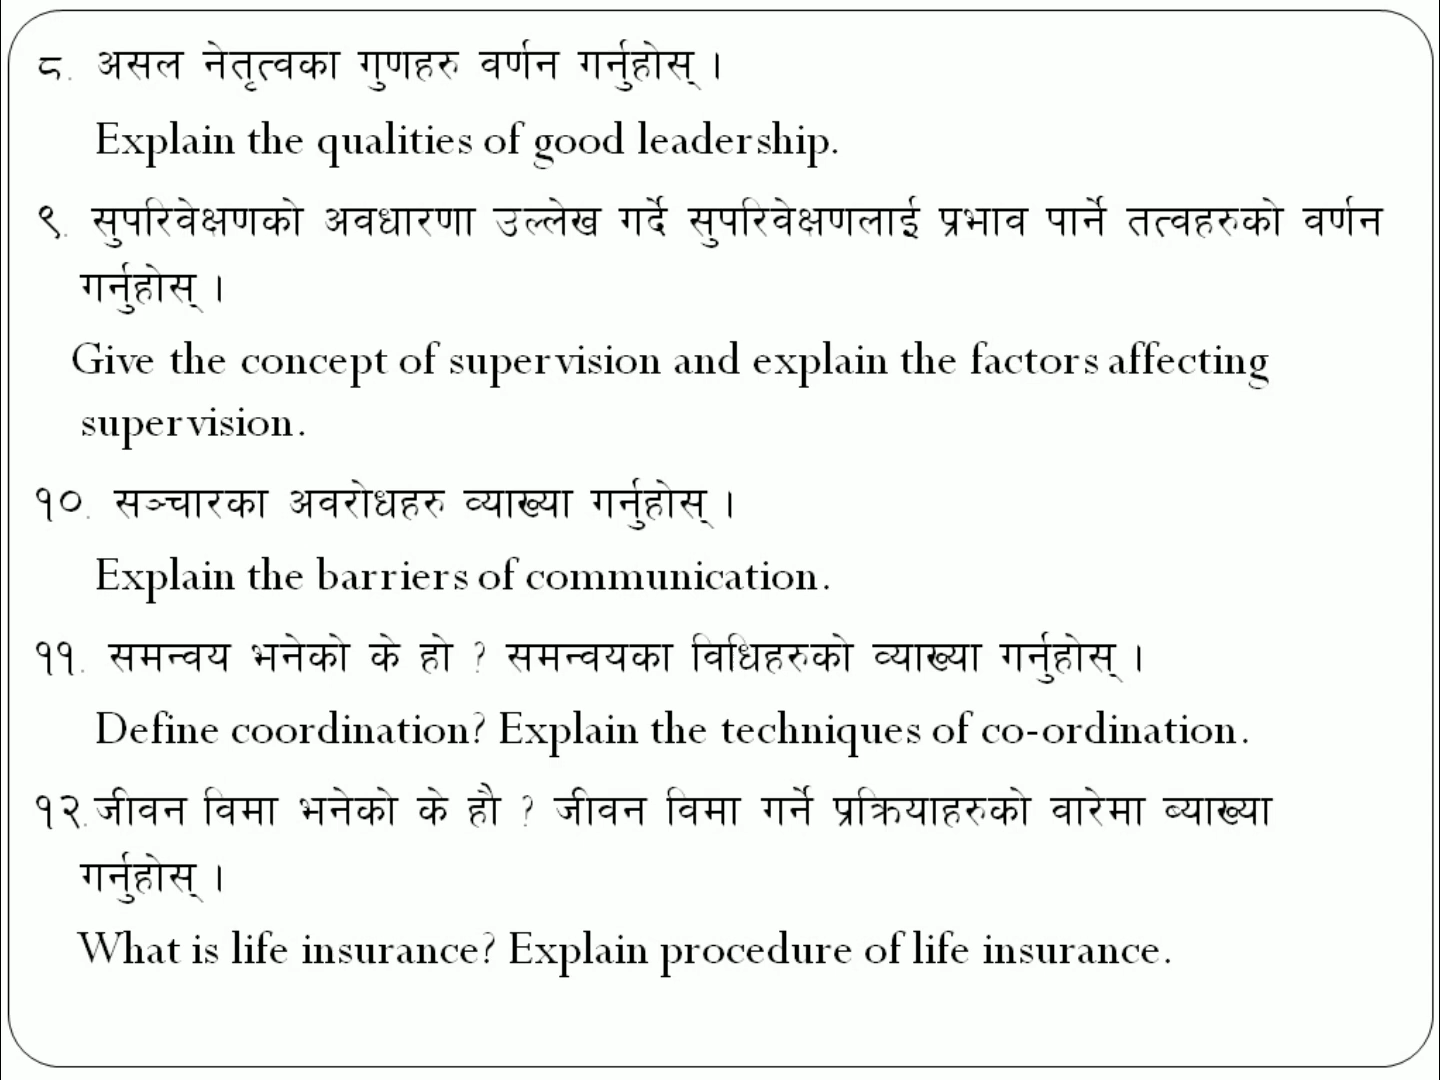 ८. असल नेतृत्वका गुणहरु वर्णन गर्नुहोस् ।
Explain the qualities of good leadership.
९. सुपरिवेक्षणको अवधारणा उल्लेख गर्दे सुपरिवेक्षणलाई प्रभाव पार्ने तत्वहरुको वर्णन
गर्नुहोस् ।
Give the concept of supervision and explain the factors affecting
supervision.
१०. सञ्चारका अवरोधहरु व्याख्या गर्नुहोस् ।
Explain the barriers of communication.
११. समन्वय भनेको के हो ? समन्वयका विधिहरुको व्याख्या गर्नुहोस् ।
Define coordination? Explain the techniques of co-ordination.
१२.जीवन विमा भनेको के हौ ? जीवन विमा गर्ने प्रक्रियाहरुको वारेमा ब्याख्या
गर्नुहोस् ।
What is life insurance? Explain procedure of life insurance.